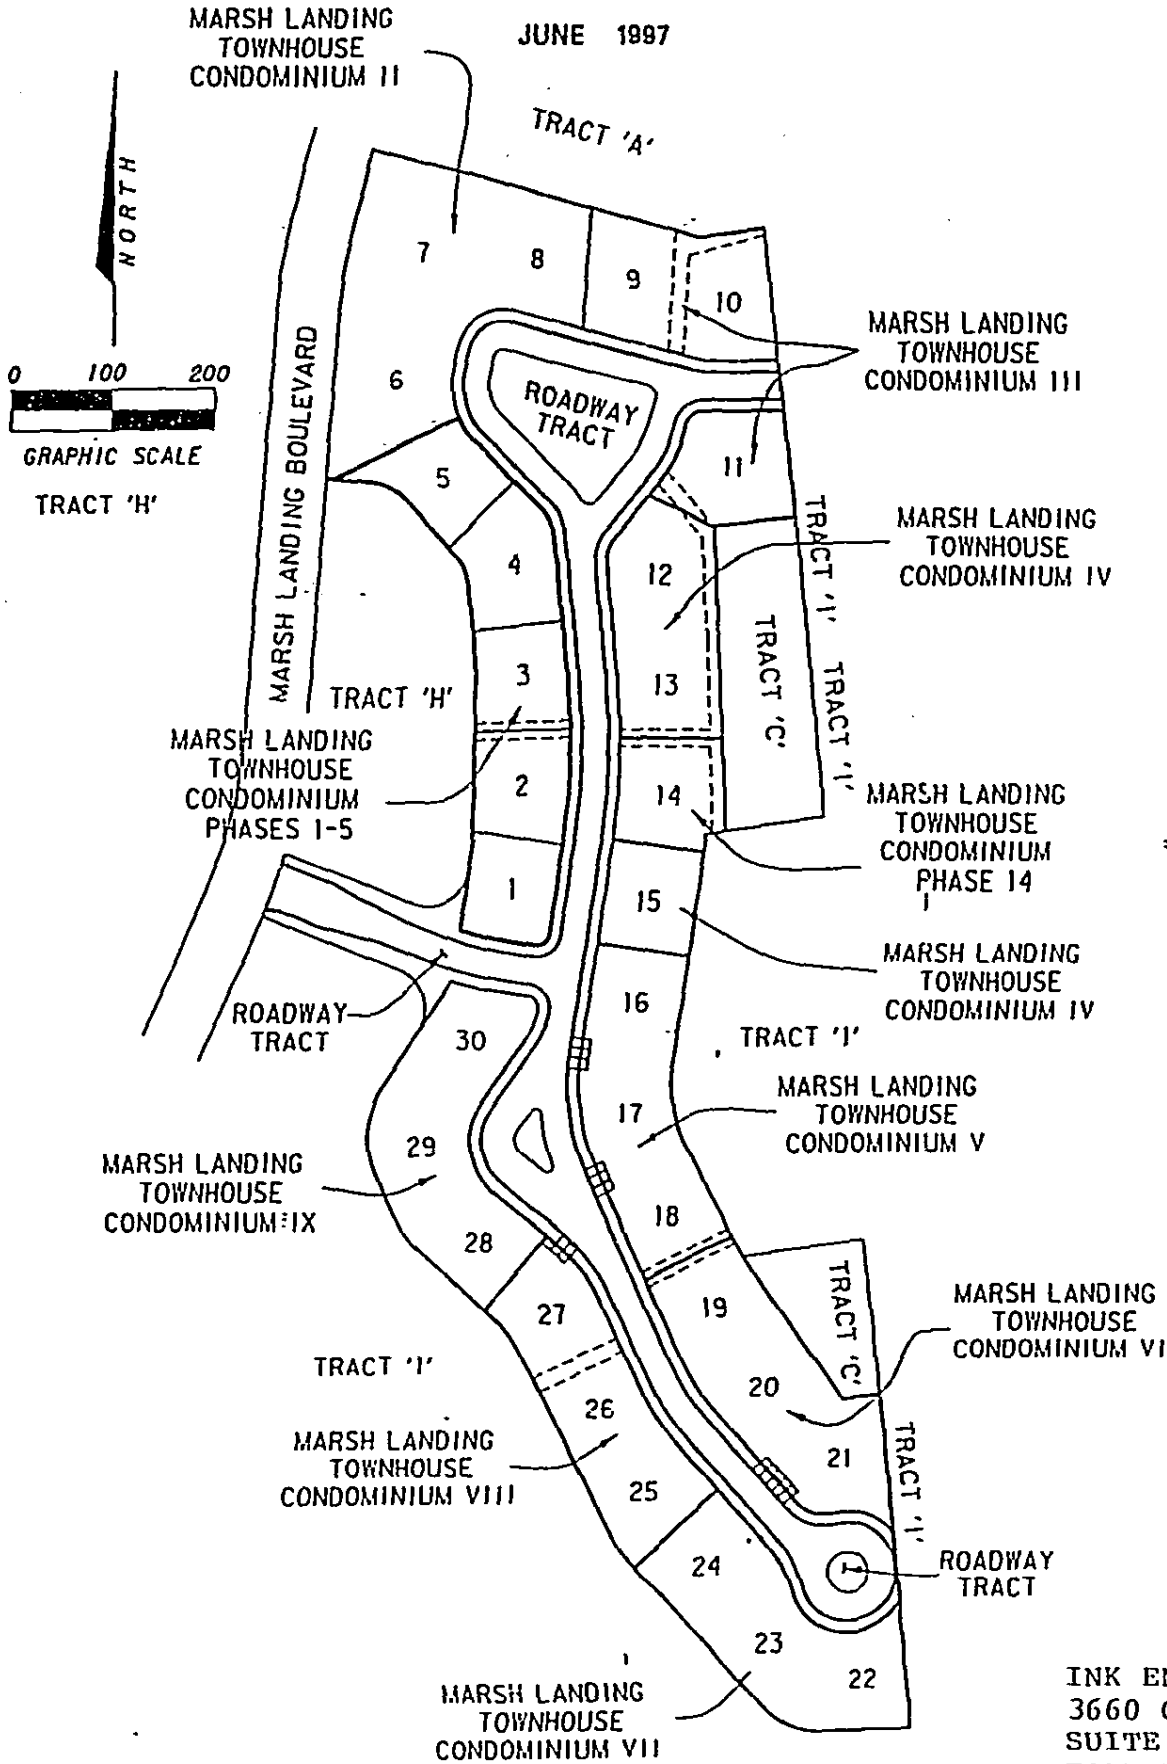 MARSH LANDING
TOWNHOUSE
CONDOMINIUM II
JUNE 1997
TRACT 'A'
NORTH
0 100 200
GRAPHIC SCALE
TRACT 'H'
MARSH LANDING BOULEVARD
7
8
9
10
ROADWAY
TRACT
6
5
11
MARSH LANDING
TOWNHOUSE
CONDOMINIUM III
4
12
TRACT 'I'
MARSH LANDING
TOWNHOUSE
CONDOMINIUM IV
TRACT 'C'
TRACT 'I'
3
13
TRACT 'H'
MARSH LANDING
TOWNHOUSE
CONDOMINIUM
PHASES 1-5
2
14
MARSH LANDING
TOWNHOUSE
CONDOMINIUM
PHASE 14
1
15
MARSH LANDING
TOWNHOUSE
CONDOMINIUM IV
ROADWAY
TRACT
30
16
TRACT 'I'
17
MARSH LANDING
TOWNHOUSE
CONDOMINIUM V
29
MARSH LANDING
TOWNHOUSE
CONDOMINIUM IX
28
18
27
19
TRACT 'C'
MARSH LANDING
TOWNHOUSE
CONDOMINIUM VI
TRACT 'I'
20
26
MARSH LANDING
TOWNHOUSE
CONDOMINIUM VIII
25
21
TRACT 'I'
24
ROADWAY
TRACT
23
22
MARSH LANDING
TOWNHOUSE
CONDOMINIUM VII
INK
3660
SUITE